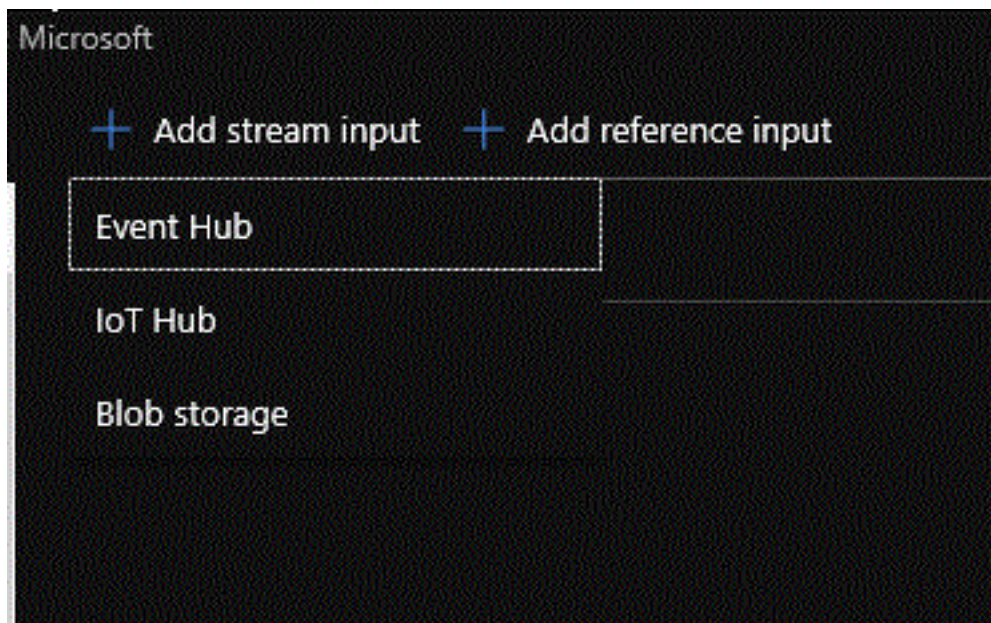 Microsoft
Add stream input Add reference input
Event Hub
IoT Hub
Blob storage